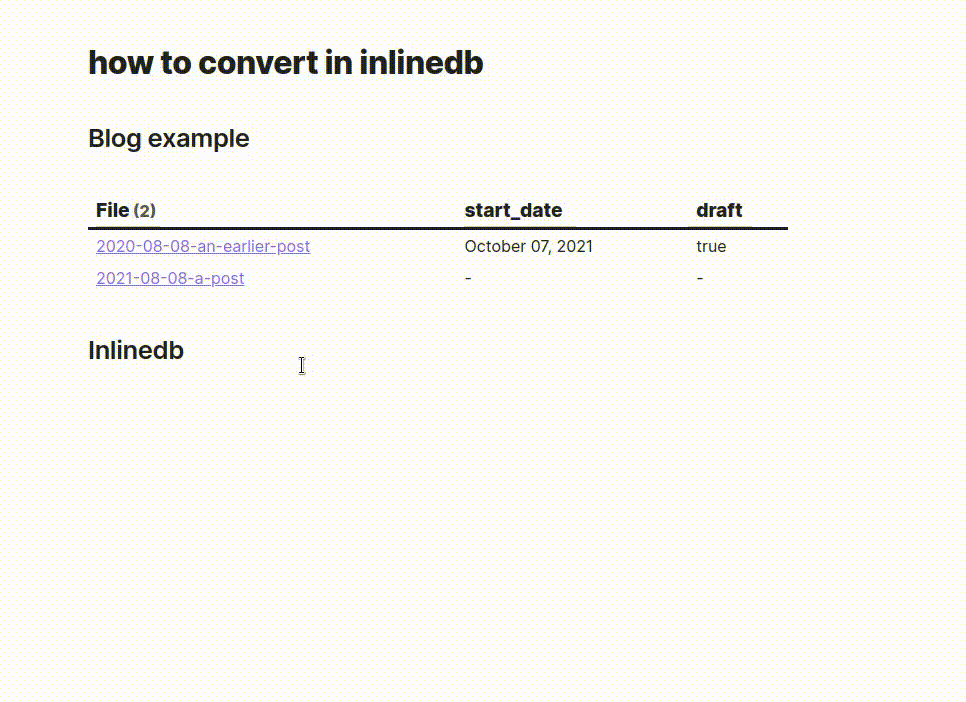 how to convert in inlinedb
Blog example
File (2) start_date draft
2020-08-08-an-earlier-post October 07, 2021 true
2021-08-08-a-post - -
Inlinedb